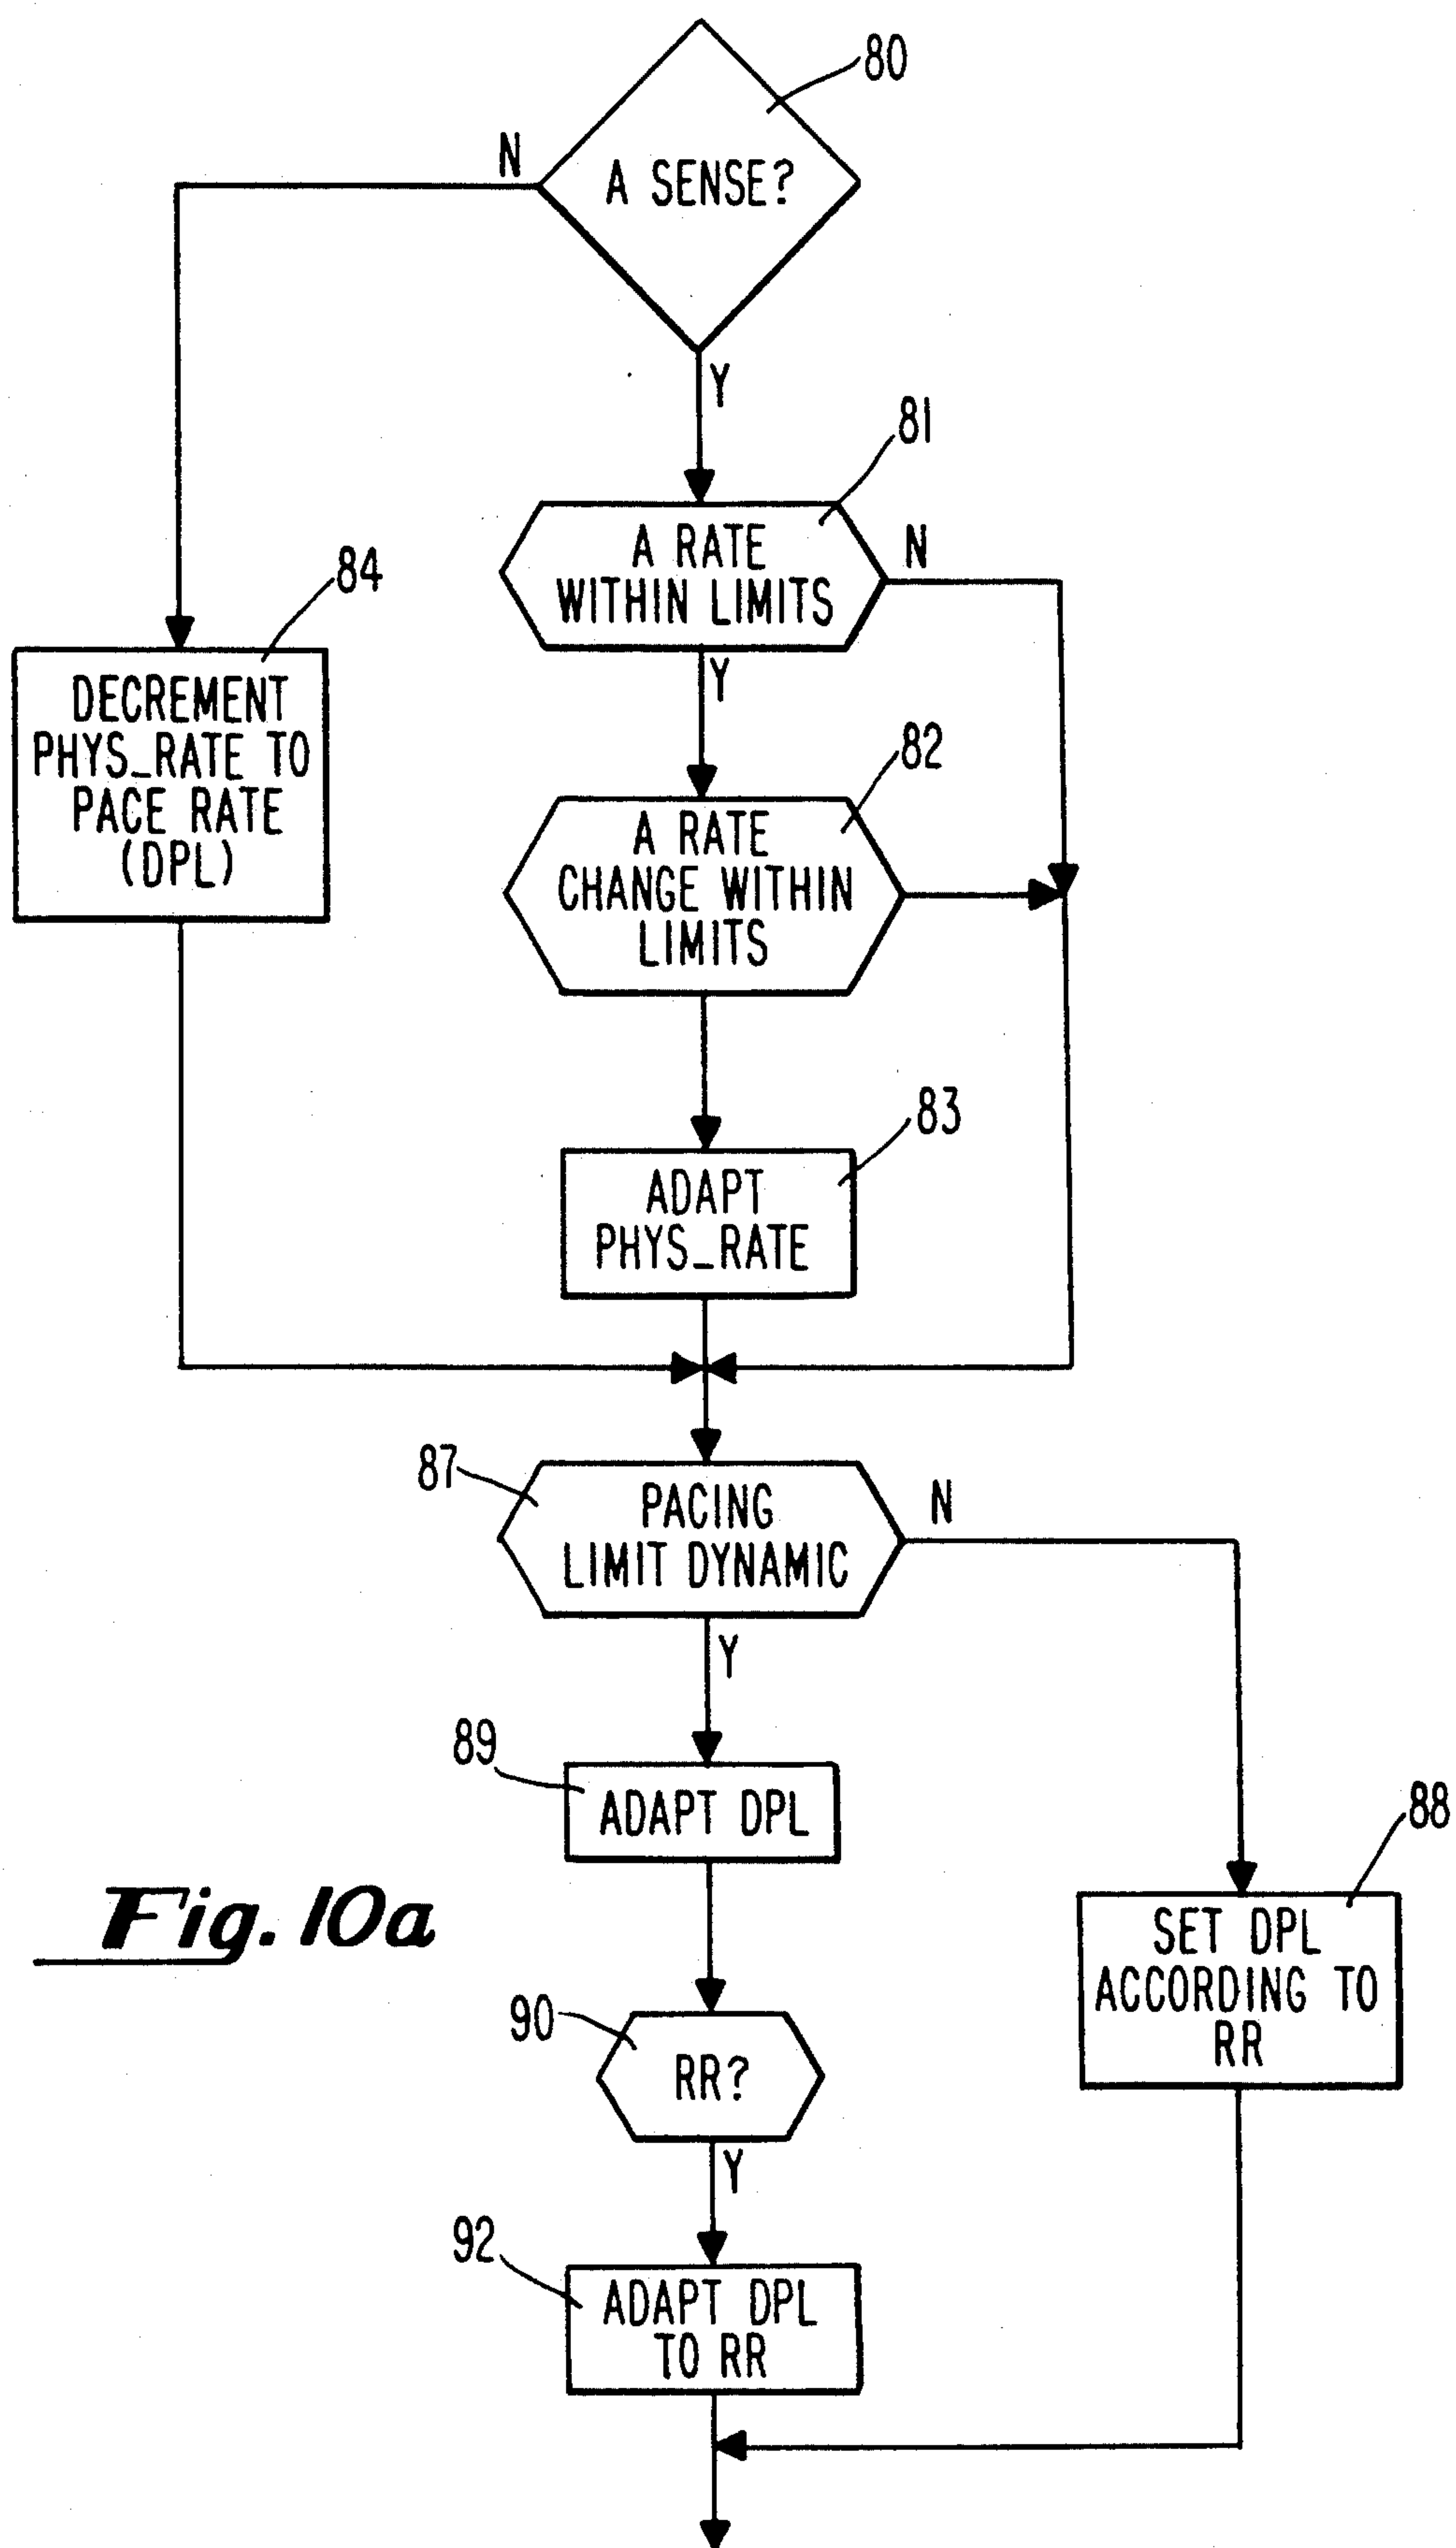 80
N
A SENSE?
Y
81
A RATE
WITHIN LIMITS
N
84
Y
DECREMENT
PHYS_RATE TO
PACE RATE
(DPL)
82
A RATE
CHANGE WITHIN
LIMITS
83
ADAPT
PHYS_RATE
87
PACING
LIMIT DYNAMIC
N
Y
89
ADAPT DPL
88
SET DPL
ACCORDING TO
RR
Fig. 10a
90
RR?
Y
92
ADAPT DPL
TO RR